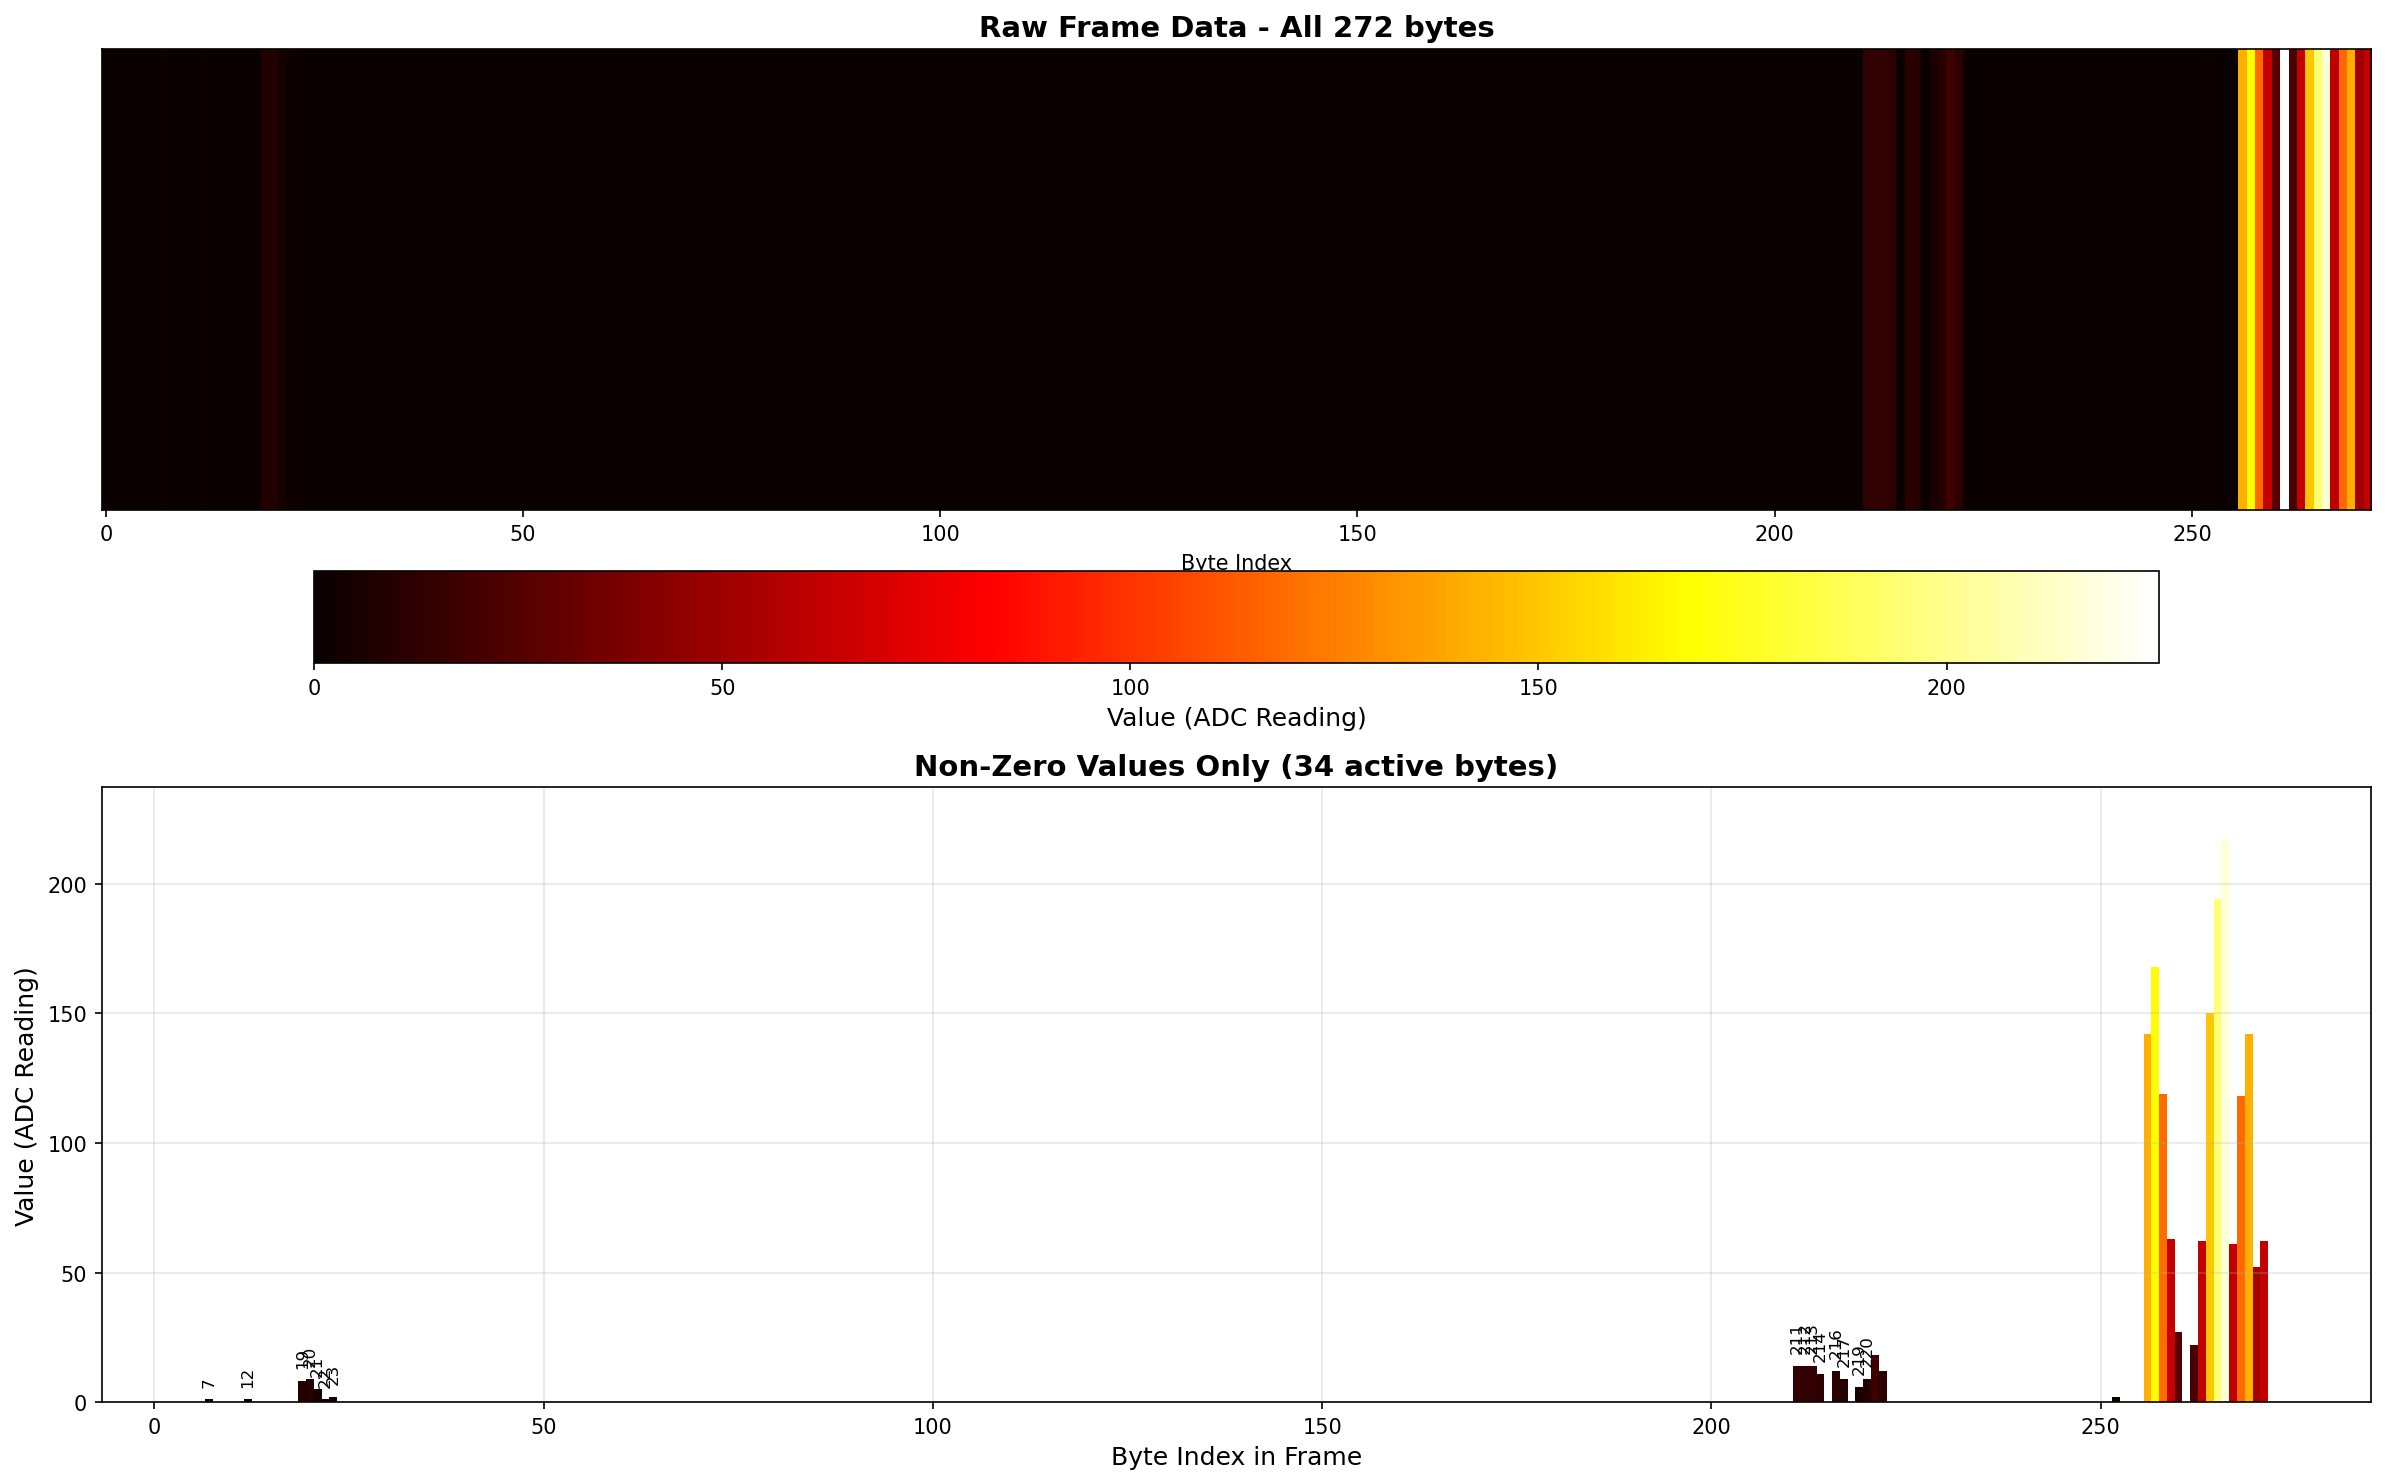 Raw Frame Data - All 272 bytes
0 50 100 150 200 250
Byte Index
0 50 100 150 200
Value (ADC Reading)
Non-Zero Values Only (34 active bytes)
Value (ADC Reading)
200
150
100
50
0
7 12 19 20 21 22 23 211 212 213 214 216 217 219 220
0 50 100 150 200 250
Byte Index in Frame